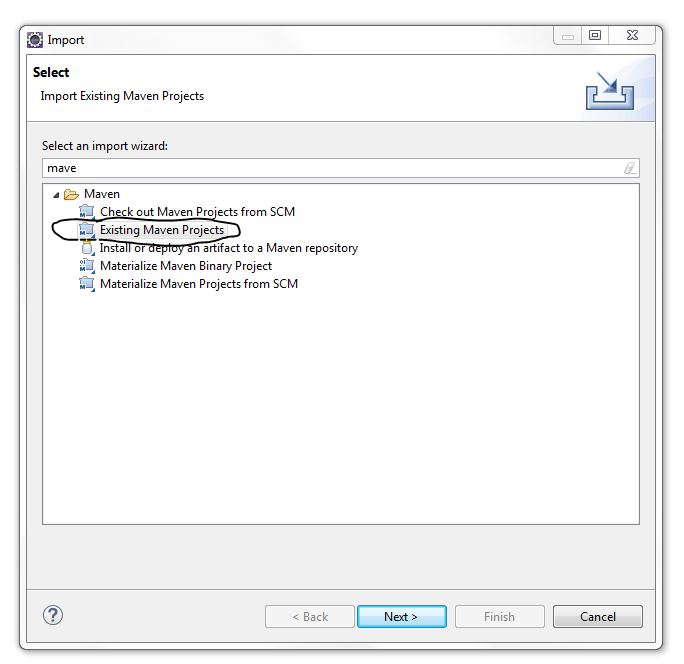 Import
Select
Import Existing Maven Projects
Select an import wizard:
mave
Maven
Check out Maven Projects from SCM
Existing Maven Projects
Install or deploy an artifact to a Maven repository
Materialize Maven Binary Project
Materialize Maven Projects from SCM
? < Back Next > Finish Cancel